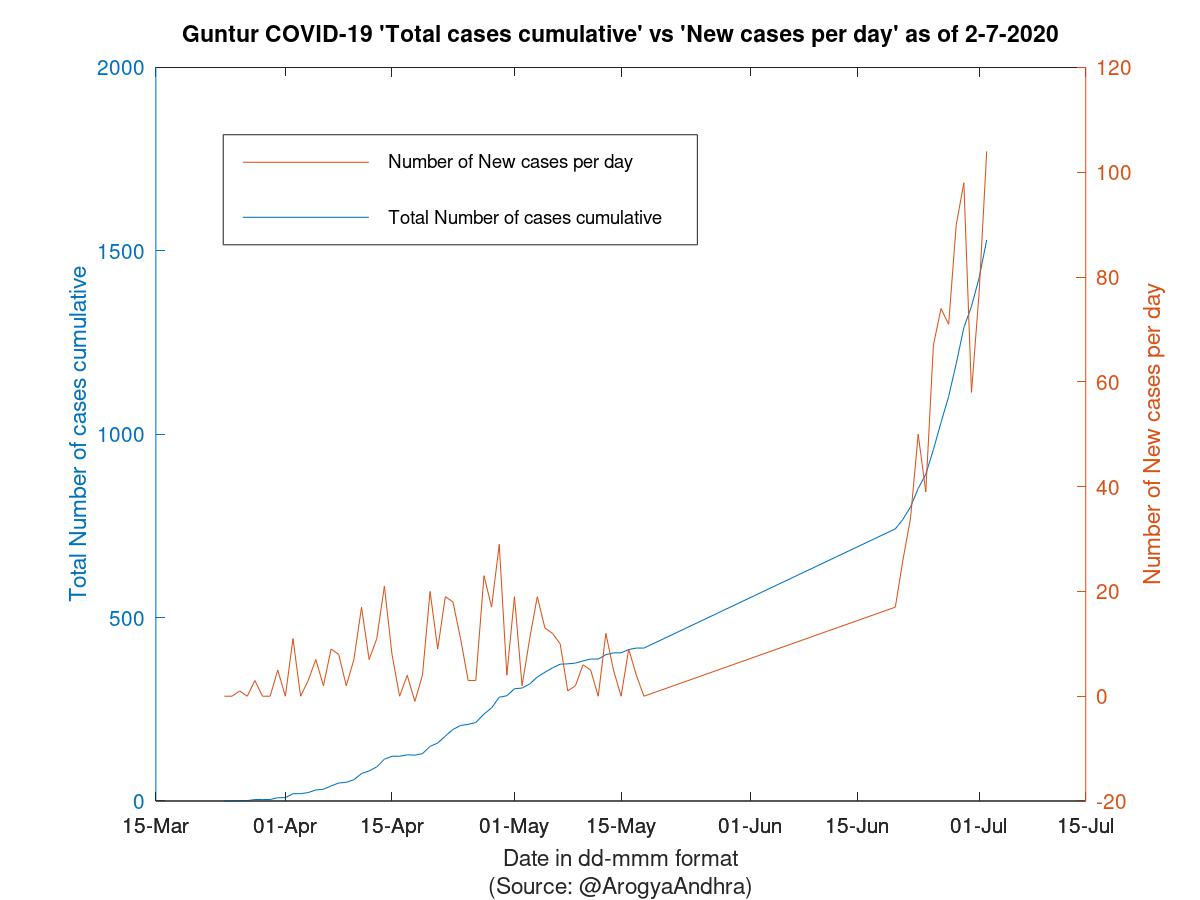 Guntur COVID-19 'Total cases cumulative' vs 'New cases per day' as of 2-7-2020
2000
1500
1000
500
0
Total Number of cases cumulative
Number of New cases per day
Total Number of cases cumulative
120
100
80
60
40
20
0
-20
Number of New cases per day
15-Mar 01-Apr 15-Apr 01-May 15-May 01-Jun 15-Jun 01-Jul 15-Jul
Date in dd-mmm format
(Source: @ArogyaAndhra)